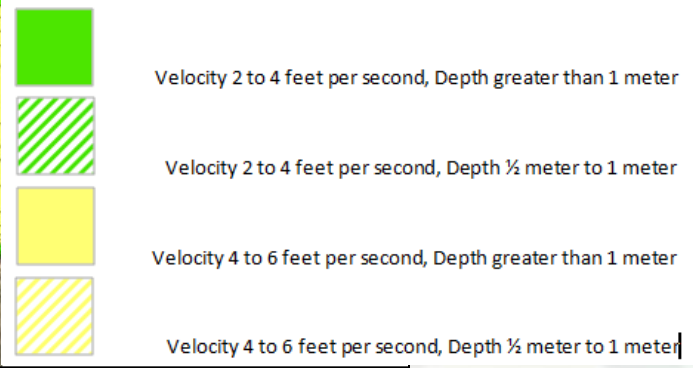 Velocity 2 to 4 feet per second, Depth greater than 1 meter
Velocity 2 to 4 feet per second, Depth ½ meter to 1 meter
Velocity 4 to 6 feet per second, Depth greater than 1 meter
Velocity 4 to 6 feet per second, Depth ½ meter to 1 meter